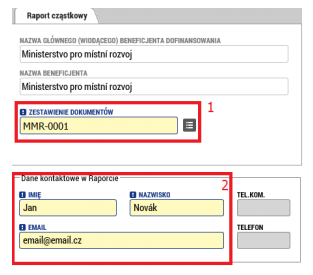 Raport cząstkowy
NAZWA GŁÓWNEGO (WIODĄCEGO) BENEFICJENTA DOFINANSOWANIA
Ministerstvo pro místní rozvoj
NAZWA BENEFICJENTA
Ministerstvo pro místní rozvoj
ZESTAWIENIE DOKUMENTÓW 1
MMR-0001
Dane kontaktowe w Raporcie 2
IMIĘ NAZWISKO TEL.KOM.
Jan Novák
EMAIL TELEFON
email@email.cz